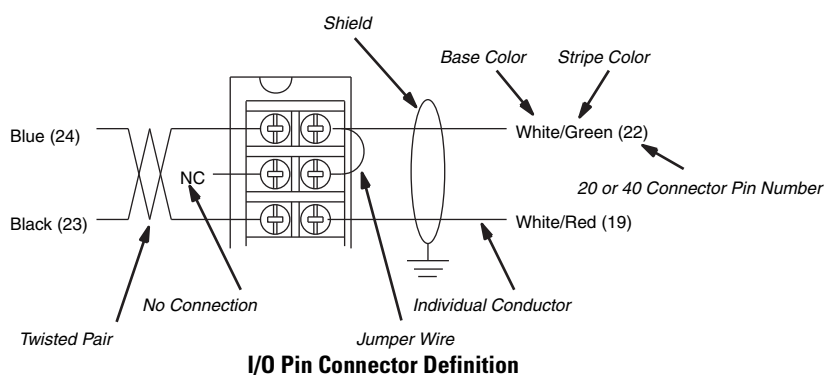 Shield
Base Color
Stripe Color
Blue (24)
White/Green (22)
NC
20 or 40 Connector Pin Number
Black (23)
White/Red (19)
No Connection
Individual Conductor
Twisted Pair
Jumper Wire
I/O Pin Connector Definition